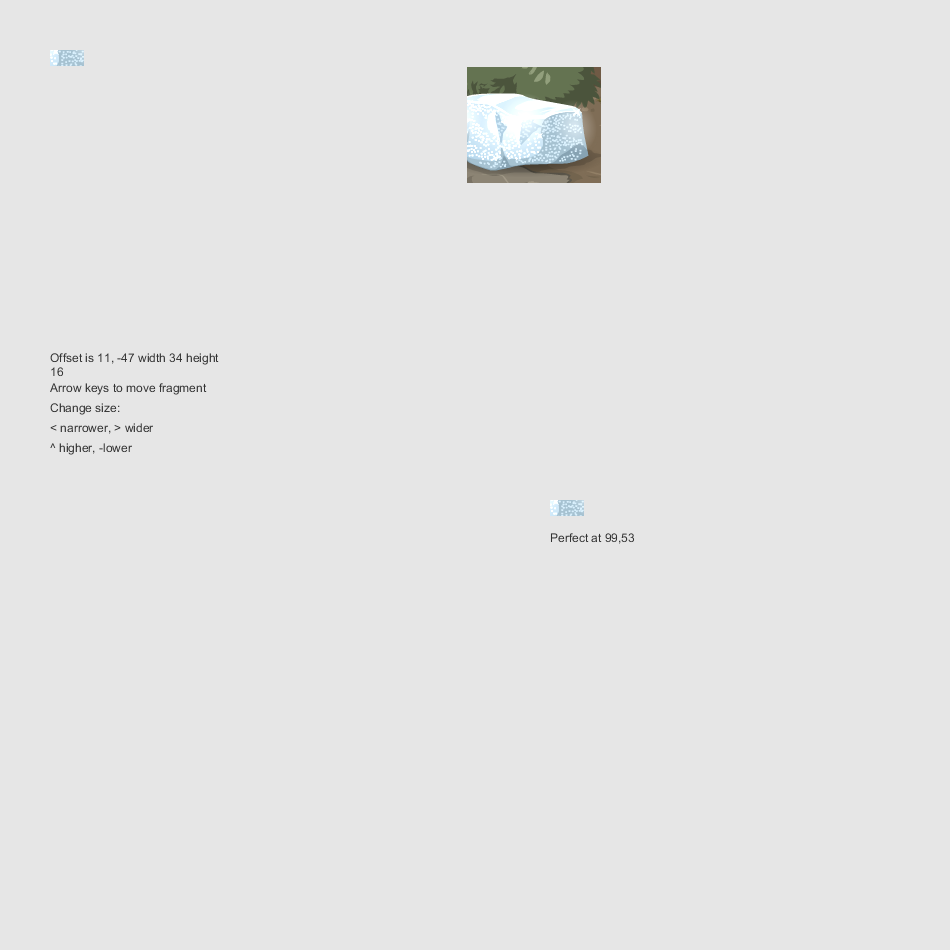 Offset is 11, -47 width 34 height
16
Arrow keys to move fragment
Change size:
< narrower, > wider
^ higher, -lower
Perfect at 99,53